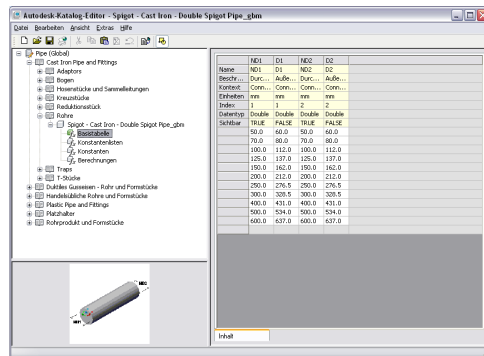 Autodesk-Katalog-Editor - Spigot - Cast Iron - Double Spigot Pipe_gbm
Datei Bearbeiten Ansicht Extras Hilfe
Pipe (Global)
Cast Iron Pipe and Fittings
Adaptors
Bogen
Hosenstücke und Sammelleitungen
Kreuzstücke
Reduktionsstück
Rohre
Spigot - Cast Iron - Double Spigot Pipe_gbm
Basistabelle
Konstantenlisten
Konstanten
Berechnungen
Traps
T-Stücke
Duktiles Gusseisen - Rohr und Formstücke
Handelsübliche Rohre und Formstücke
Plastic Pipe and Fittings
Platzhalter
Rohrprodukt und Formstücke
ND1 D1 ND2 D2
Name ND1 D1 ND2 D2
Beschr... Durc... Auße... Durc... Auße...
Kontext Conn... Conn... Conn... Conn...
Einheiten mm mm mm mm
Index 1 1 2 2
Datentyp Double Double Double Double
Sichtbar TRUE FALSE TRUE FALSE
50.0 60.0 50.0 60.0
70.0 80.0 70.0 80.0
100.0 112.0 100.0 112.0
125.0 137.0 125.0 137.0
150.0 162.0 150.0 162.0
200.0 212.0 200.0 212.0
250.0 276.5 250.0 276.5
300.0 328.5 300.0 328.5
400.0 431.0 400.0 431.0
500.0 534.0 500.0 534.0
600.0 637.0 600.0 637.0
ND2
ND1
Inhalt